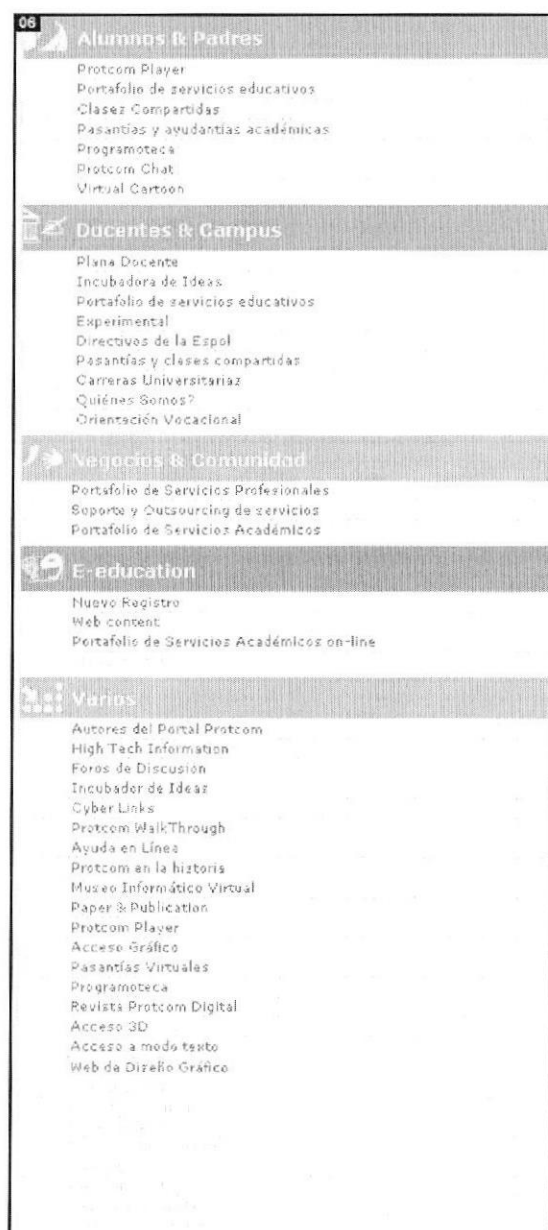 06
Alumnos & Padres
Protcom Player
Portafolio de servicios educativos
Clases Compartidas
Pasantías y ayudantías académicas
Programoteca
Protcom Chat
Virtual Cartoon
Docentes & Campus
Plana Docente
Incubadora de Ideas
Portafolio de servicios educativos
Experimental
Directivos de la Espol
Pasantías y clases compartidas
Carreras Universitarias
Quiénes Somos?
Orientación Vocacional
Negocios & Comunidad
Portafolio de Servicios Profesionales
Soporte y Outsourcing de servicios
Portafolio de Servicios Académicos
E-education
Nuevo Registro
Web content
Portafolio de Servicios Académicos on-line
Varios
Autores del Portal Protcom
High Tech Information
Foros de Discusión
Incubador de Ideas
Cyber Links
Protcom WalkThrough
Ayuda en Línea
Protcom en la historia
Museo Informático Virtual
Paper & Publication
Protcom Player
Acceso Gráfico
Pasantías Virtuales
Programoteca
Revista Protcom Digital
Acceso 3D
Acceso a modo texto
Web de Diseño Gráfico